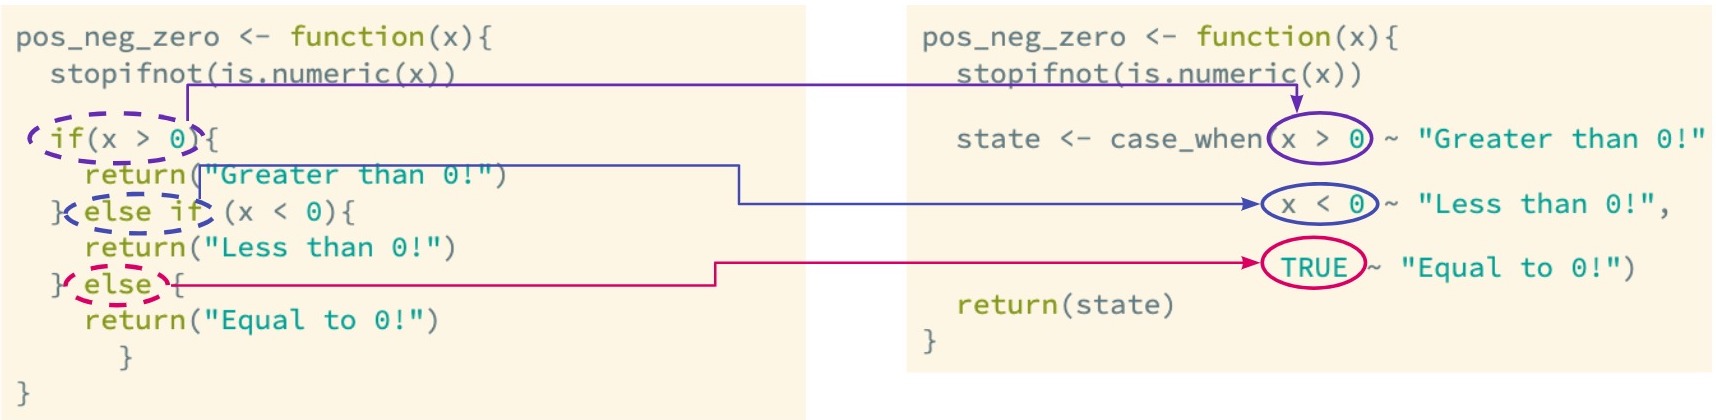 pos_neg_zero <- function(x){
  stopifnot(is.numeric(x))
  if(x > 0){
    return("Greater than 0!")
  } else if (x < 0){
    return("Less than 0!")
  } else {
    return("Equal to 0!")
      }
}
pos_neg_zero <- function(x){
  stopifnot(is.numeric(x))
  state <- case_when(x > 0 ~ "Greater than 0!"
                     x < 0 ~ "Less than 0!",
                     TRUE ~ "Equal to 0!")
  return(state)
}